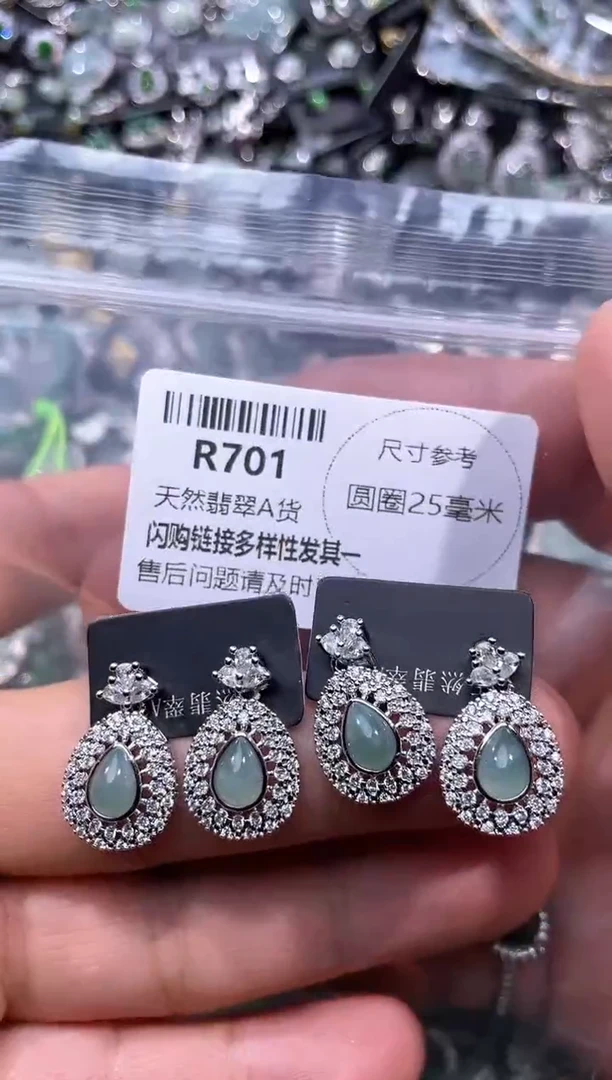 R701
天然翡翠A货
闪购链接多样性发其一
售后问题请及时
尺寸参考
圆圈25毫米